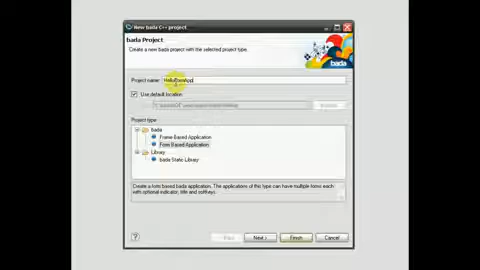 New bada C++ project
bada Project
Create a new bada project with the selected project type.
bada
Project name: HelloBadaApp
Use default location
Project type:
bada
Frame Based Application
Form Based Application
Library
bada Static Library
Create a form based bada application. The applications of this type can have multiple forms each
with optional indicator, title and softkeys.
Next >
Finish
Cancel